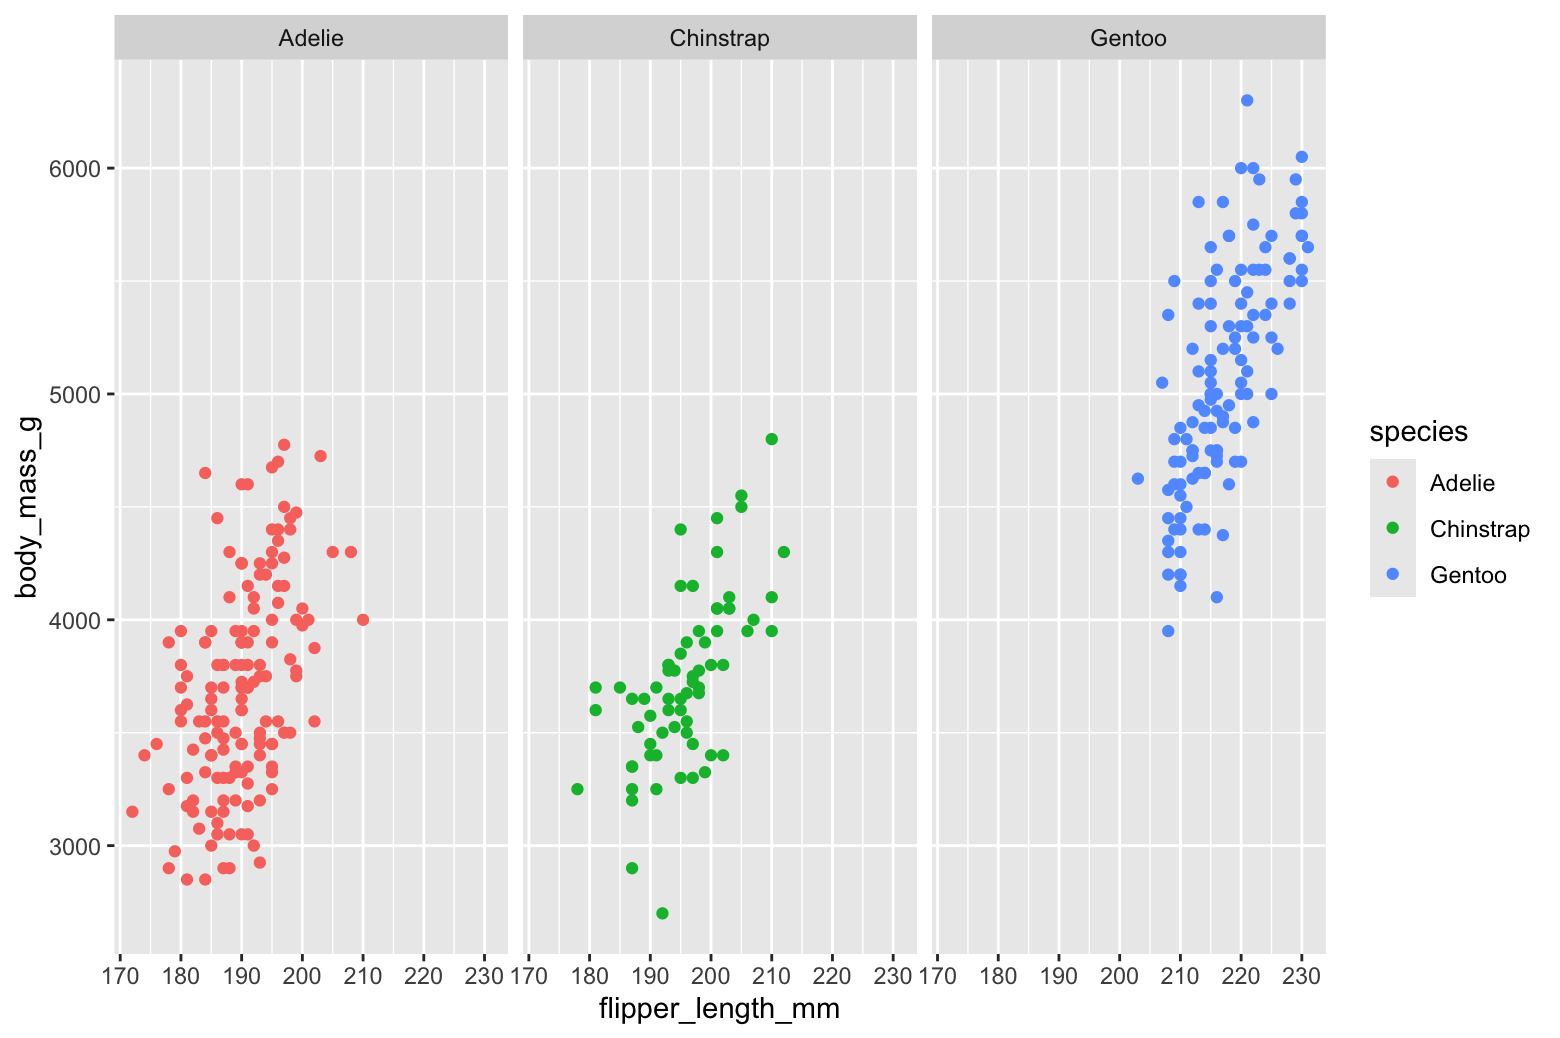 Adelie Chinstrap Gentoo
6000
5000
4000
3000
body_mass_g
170 180 190 200 210 220 230 170 180 190 200 210 220 230 170 180 190 200 210 220 230
flipper_length_mm
species
Adelie
Chinstrap
Gentoo